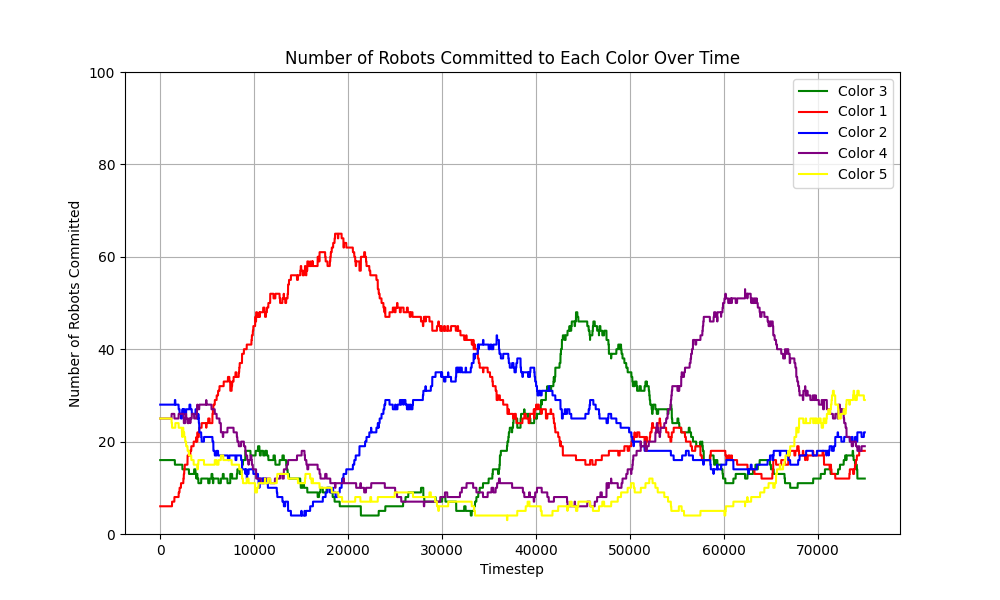 Number of Robots Committed to Each Color Over Time
Number of Robots Committed
100
80
60
40
20
0
0 10000 20000 30000 40000 50000 60000 70000
Timestep
Color 3
Color 1
Color 2
Color 4
Color 5